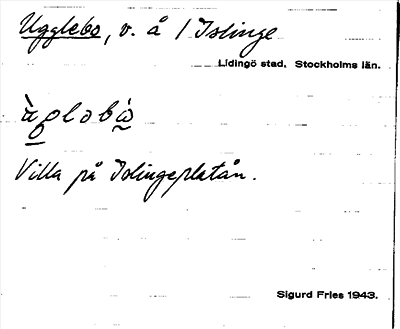 Ugglebo, v. å / Islinge
Lidingö stad, Stockholms län.
Villa på Islingeplatån.
Sigurd Fries 1943.